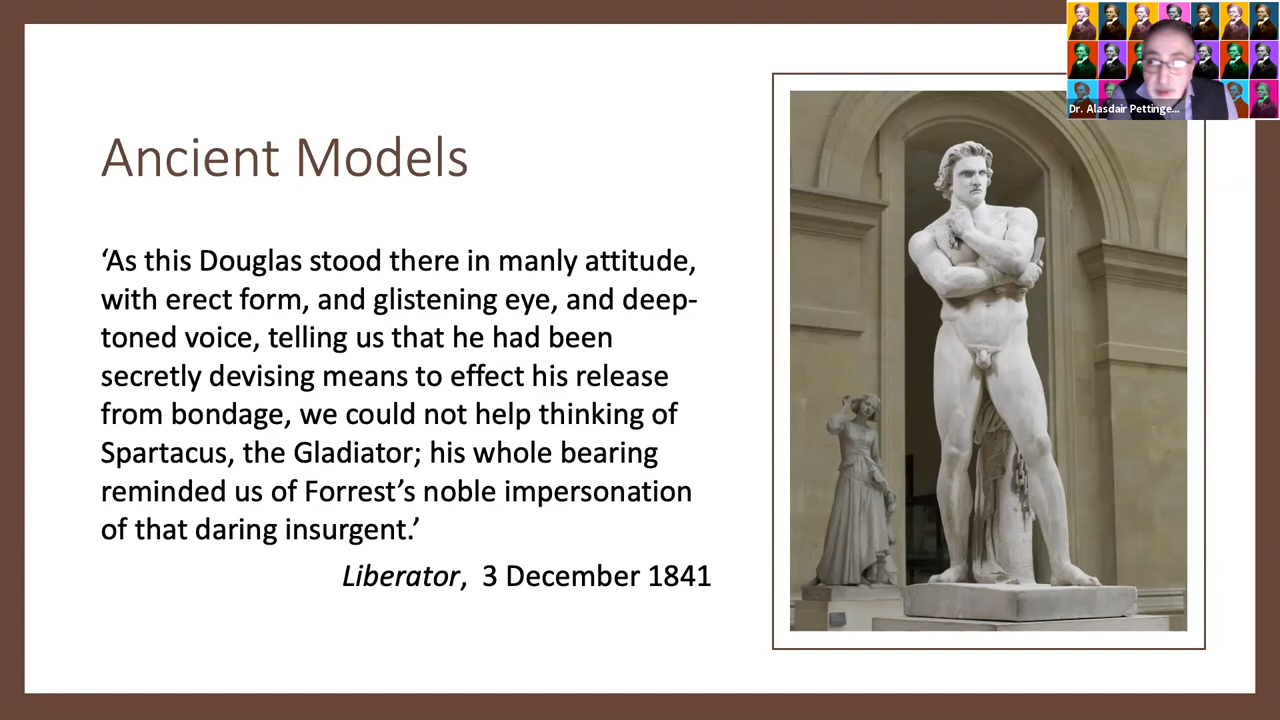 Dr. Alasdair Pettinge...
Ancient Models
‘As this Douglas stood there in manly attitude,
with erect form, and glistening eye, and deep-
toned voice, telling us that he had been
secretly devising means to effect his release
from bondage, we could not help thinking of
Spartacus, the Gladiator; his whole bearing
reminded us of Forrest’s noble impersonation
of that daring insurgent.’
Liberator, 3 December 1841